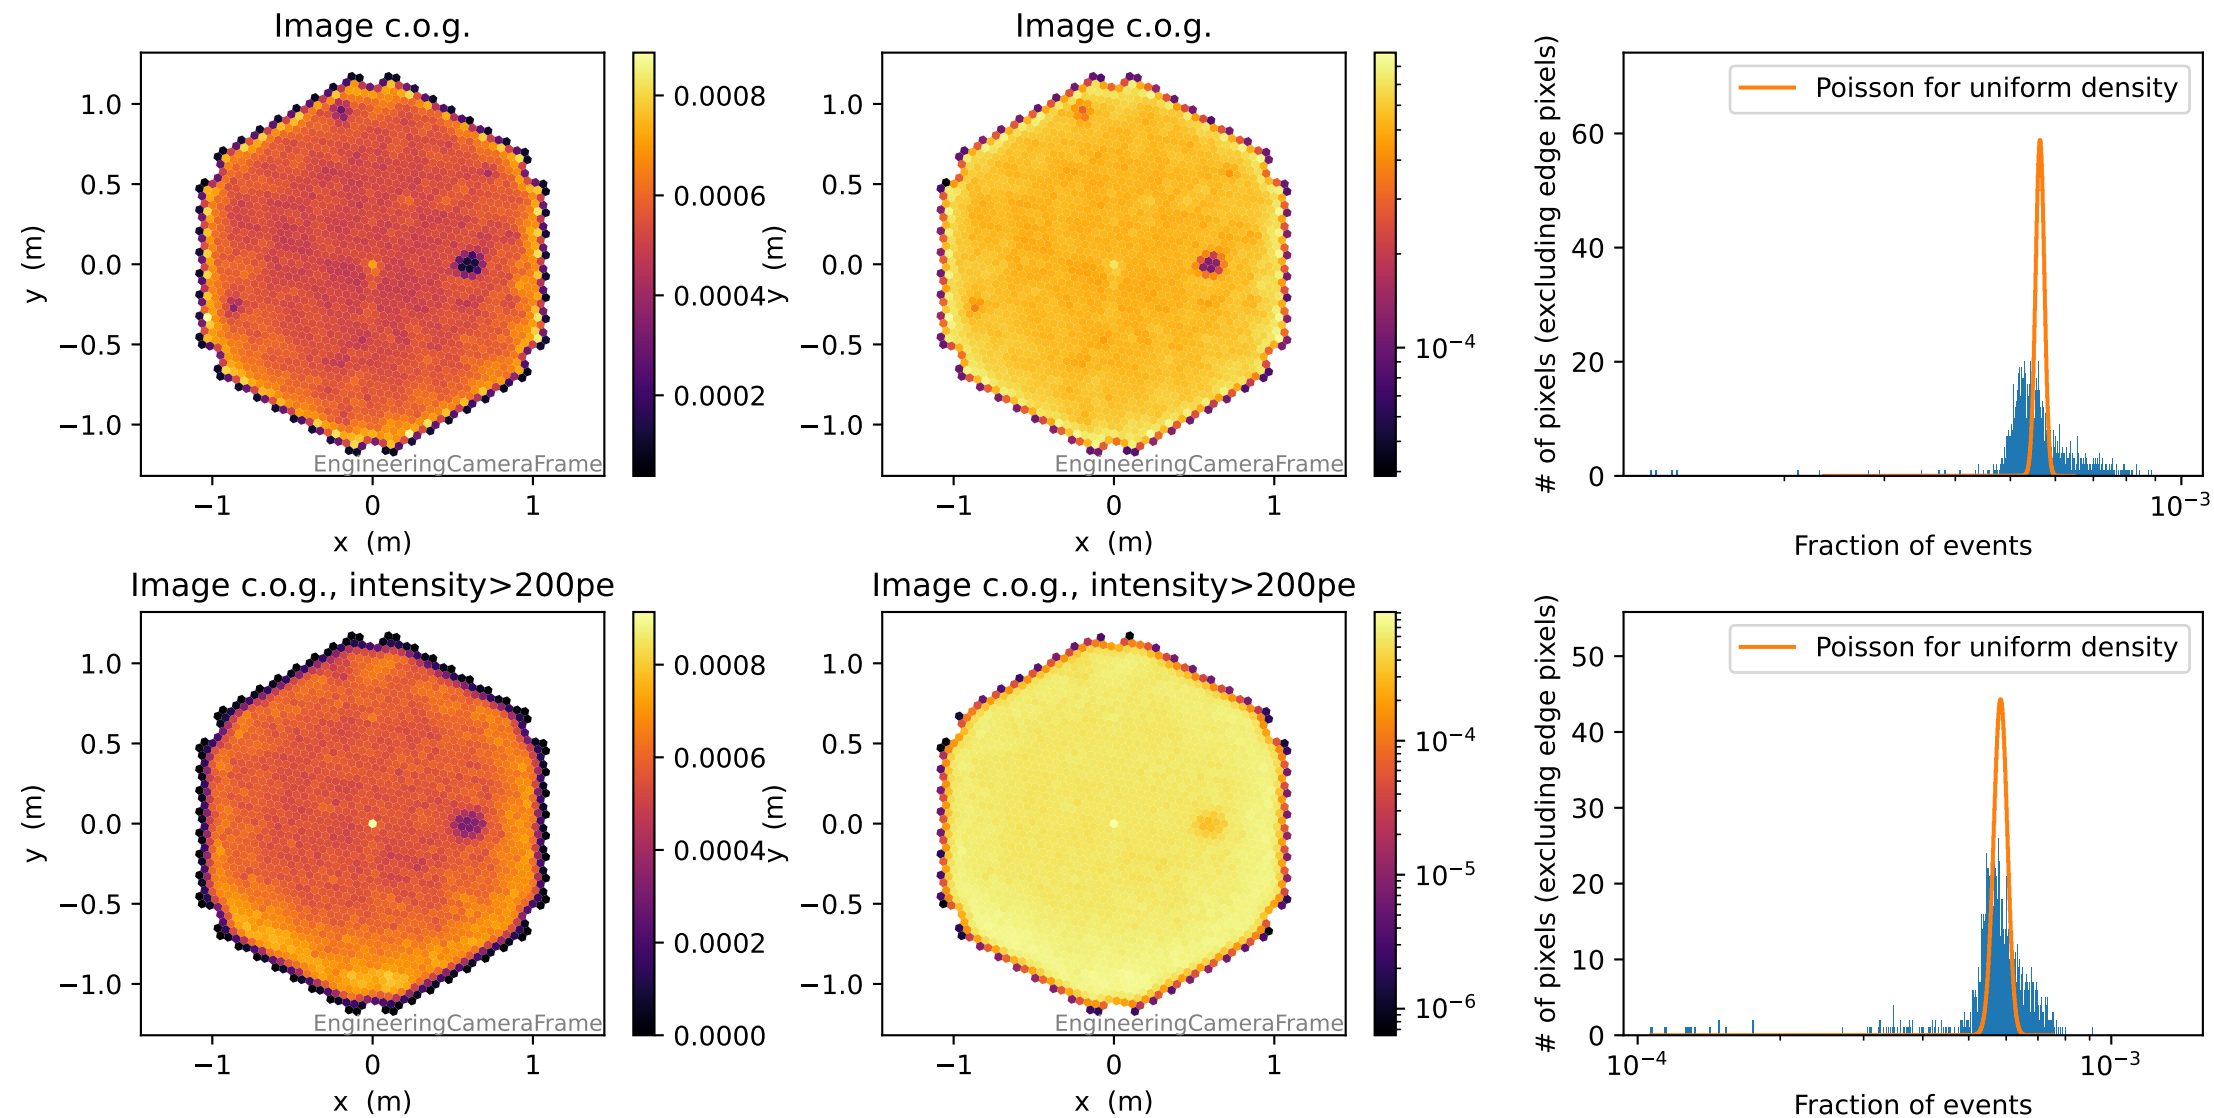 Image c.o.g.
1.0
0.5
0.0
−0.5
−1.0
y (m)
−1 0 1
x (m)
EngineeringCameraFrame
0.0008
0.0006
0.0004
0.0002
Image c.o.g.
1.0
0.5
0.0
−0.5
−1.0
y (m)
−1 0 1
x (m)
EngineeringCameraFrame
10⁻⁴
# of pixels (excluding edge pixels)
60
40
20
0
Poisson for uniform density
10⁻³
Fraction of events
Image c.o.g., intensity>200pe
1.0
0.5
0.0
−0.5
−1.0
y (m)
−1 0 1
x (m)
EngineeringCameraFrame
0.0008
0.0006
0.0004
0.0002
0.0000
Image c.o.g., intensity>200pe
1.0
0.5
0.0
−0.5
−1.0
y (m)
−1 0 1
x (m)
EngineeringCameraFrame
10⁻⁴
10⁻⁵
10⁻⁶
# of pixels (excluding edge pixels)
50
40
30
20
10
0
Poisson for uniform density
10⁻⁴ 10⁻³
Fraction of events